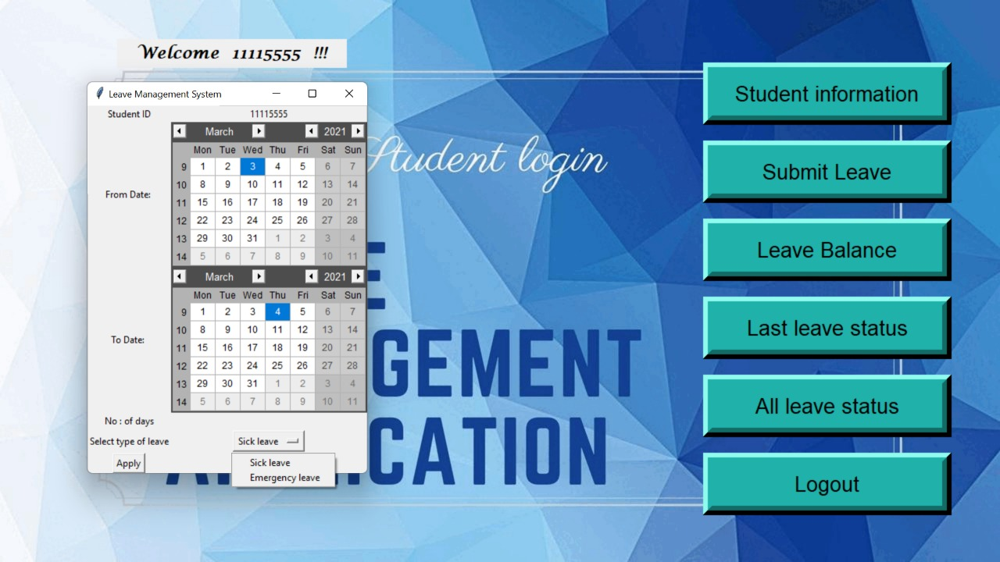 Welcome 11115555 !!!
Leave Management System
Student ID 11115555
March 2021
Mon Tue Wed Thu Fri Sat Sun
9 1 2 3 4 5 6 7
10 8 9 10 11 12 13 14
From Date:
11 15 16 17 18 19 20 21
12 22 23 24 25 26 27 28
13 29 30 31 1 2 3 4
14 5 6 7 8 9 10 11
March 2021
Mon Tue Wed Thu Fri Sat Sun
9 1 2 3 4 5 6 7
10 8 9 10 11 12 13 14
To Date:
11 15 16 17 18 19 20 21
12 22 23 24 25 26 27 28
13 29 30 31 1 2 3 4
14 5 6 7 8 9 10 11
No : of days
Select type of leave Sick leave
Apply
Sick leave
Emergency leave
Student login
E
GEMENT
ICATION
Student information
Submit Leave
Leave Balance
Last leave status
All leave status
Logout